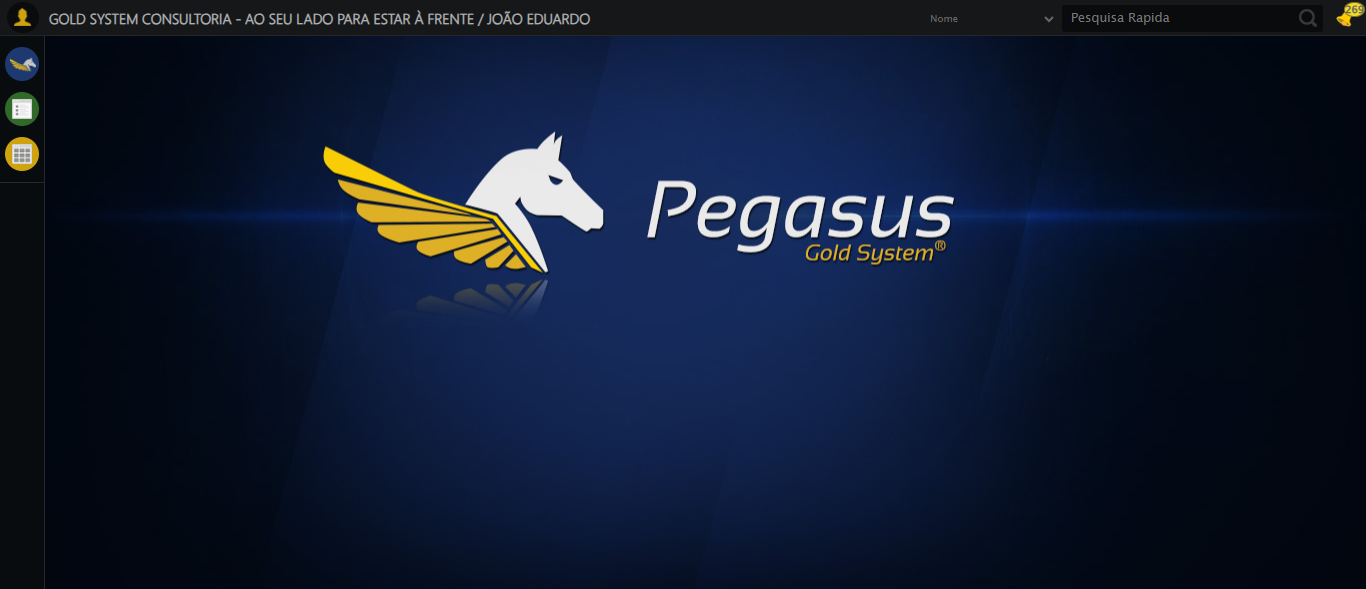 GOLD SYSTEM CONSULTORIA - AO SEU LADO PARA ESTAR À FRENTE / JOÃO EDUARDO
Nome
Pesquisa Rapida
269
Pegasus
Gold System®